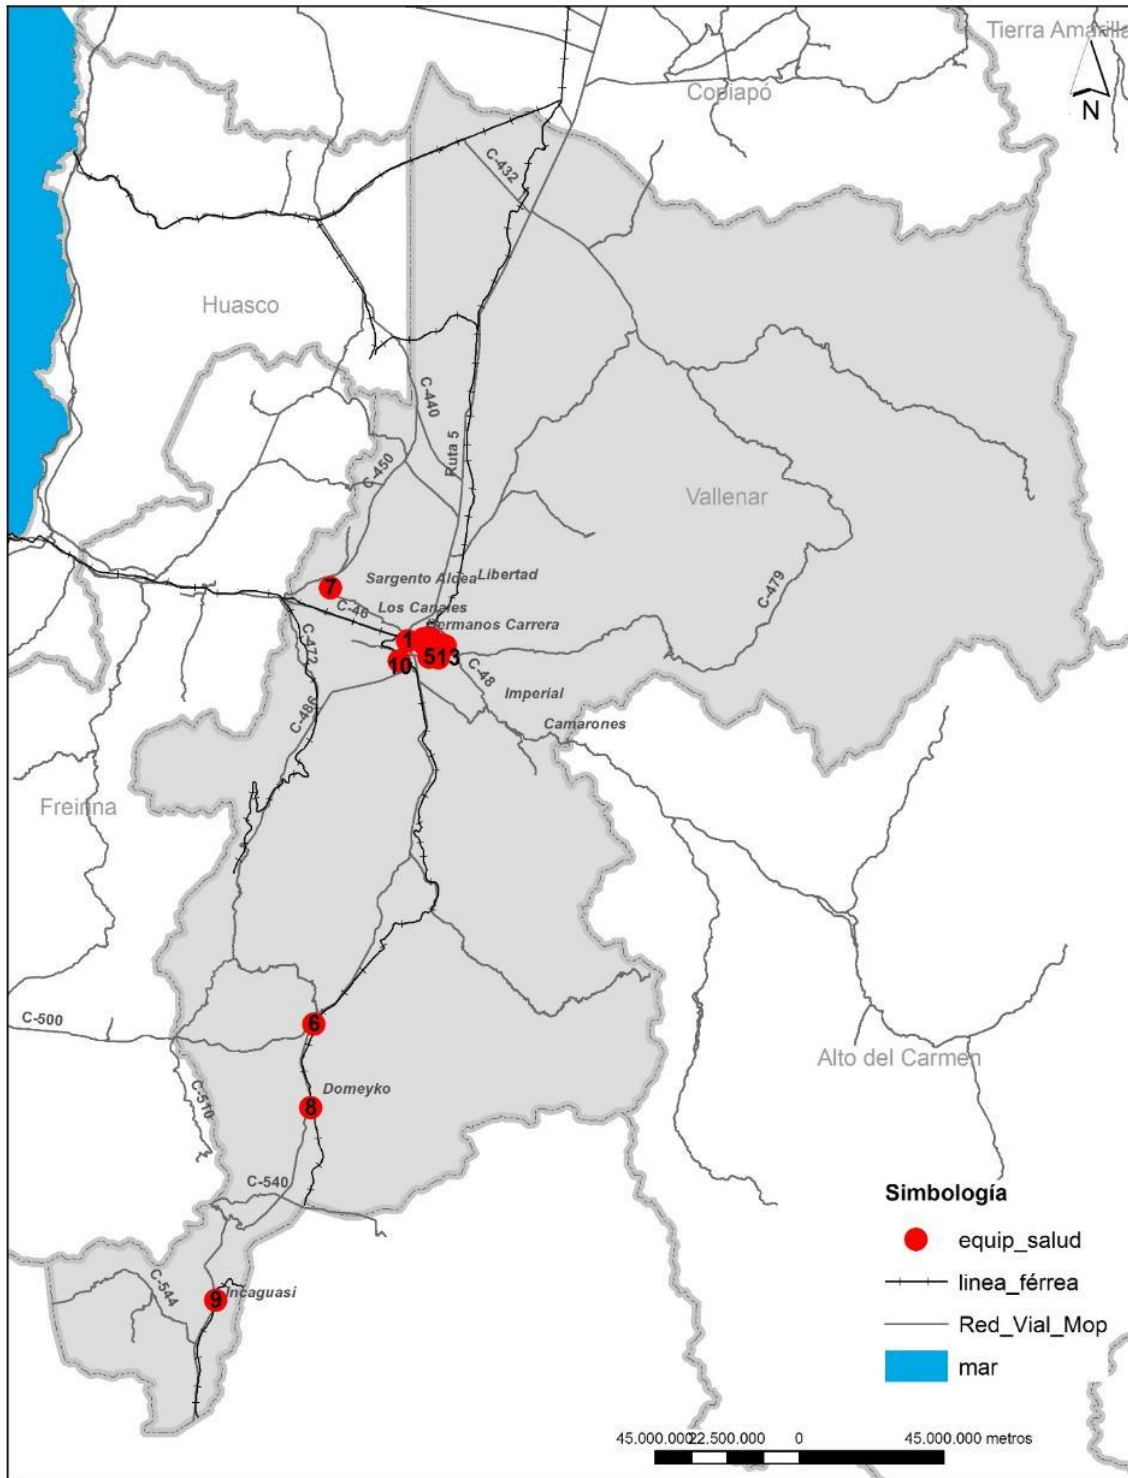 Tierra Amarilla
Copiapó
N
C-432
Huasco
C-440
Ruta 5
C-450
Vallenar
C-479
7
Sargento Aldea
Libertad
C-46
Los Canales
Hermanos Carrera
1
10
513
C-472
C-48
C-486
Imperial
Camarones
Freirina
6
C-500
Alto del Carmen
Domeyko
8
C-510
C-540
Incaguasi
9
C-544
Simbología
equip_salud
linea_férrea
Red_Vial_Mop
mar
45.000.000 22.500.000 0 45.000.000 metros